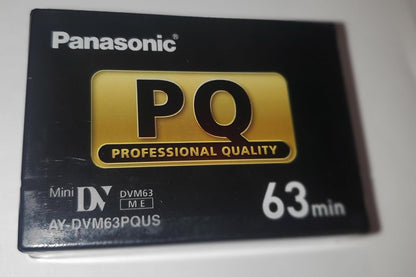 Panasonic®
PQ
PROFESSIONAL QUALITY
Mini DV DVM63
ME
63min
AY-DVM63PQUS